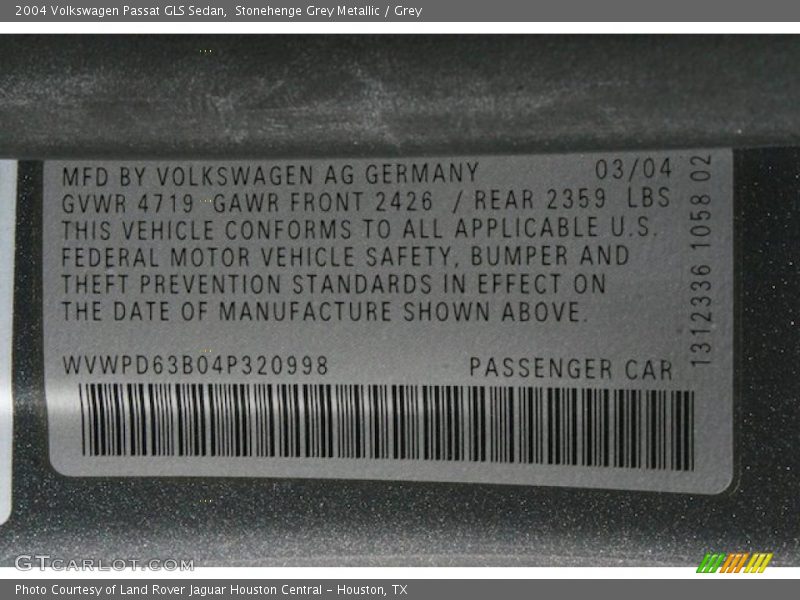 2004 Volkswagen Passat GLS Sedan,  Stonehenge Grey Metallic / Grey
MFD BY VOLKSWAGEN AG GERMANY 03/04
GVWR 4719 GAWR FRONT 2426 / REAR 2359 LBS
THIS VEHICLE CONFORMS TO ALL APPLICABLE U.S.
FEDERAL MOTOR VEHICLE SAFETY, BUMPER AND
THEFT PREVENTION STANDARDS IN EFFECT ON
THE DATE OF MANUFACTURE SHOWN ABOVE.
WVWPD63B04P320998 PASSENGER CAR
1312336 1058 02
GTCARLOT.COM
Photo Courtesy of Land Rover Jaguar Houston Central – Houston, TX